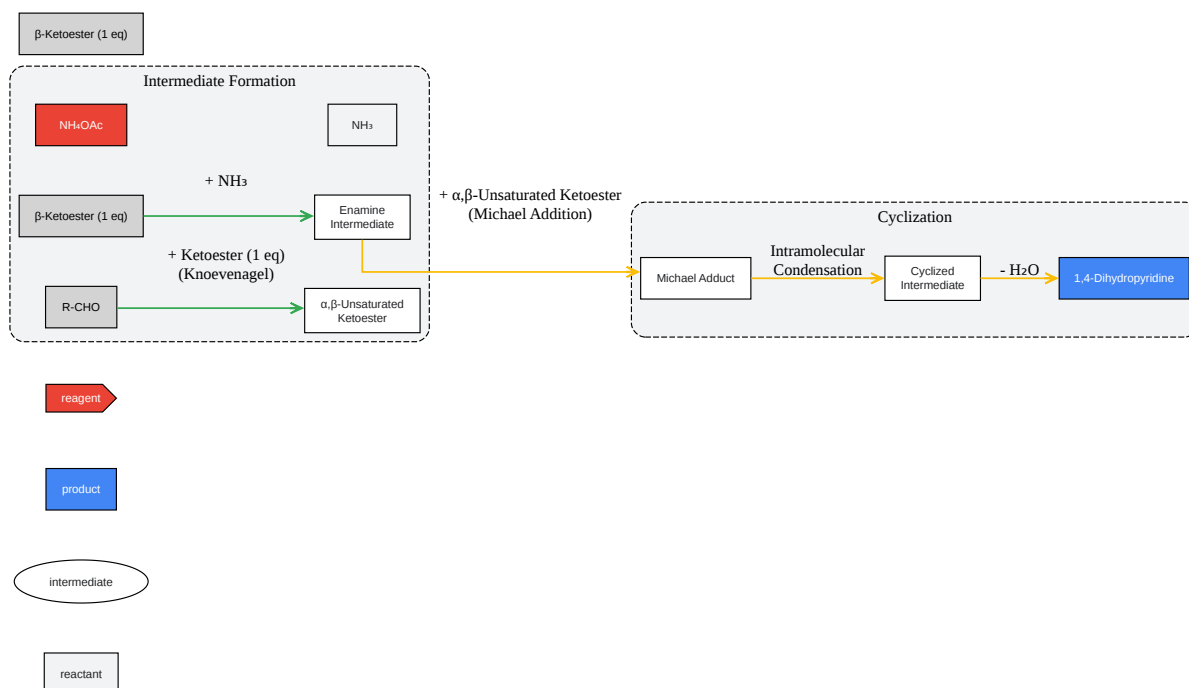 β-Ketoester (1 eq)
Intermediate Formation
NH₄OAc
NH₃
+ NH₃
β-Ketoester (1 eq)
Enamine
Intermediate
+ Ketoester (1 eq)
(Knoevenagel)
R-CHO
α,β-Unsaturated
Ketoester
+ α,β-Unsaturated Ketoester
(Michael Addition)
Cyclization
Michael Adduct
Intramolecular
Condensation
Cyclized
Intermediate
- H₂O
1,4-Dihydropyridine
reagent
product
intermediate
reactant